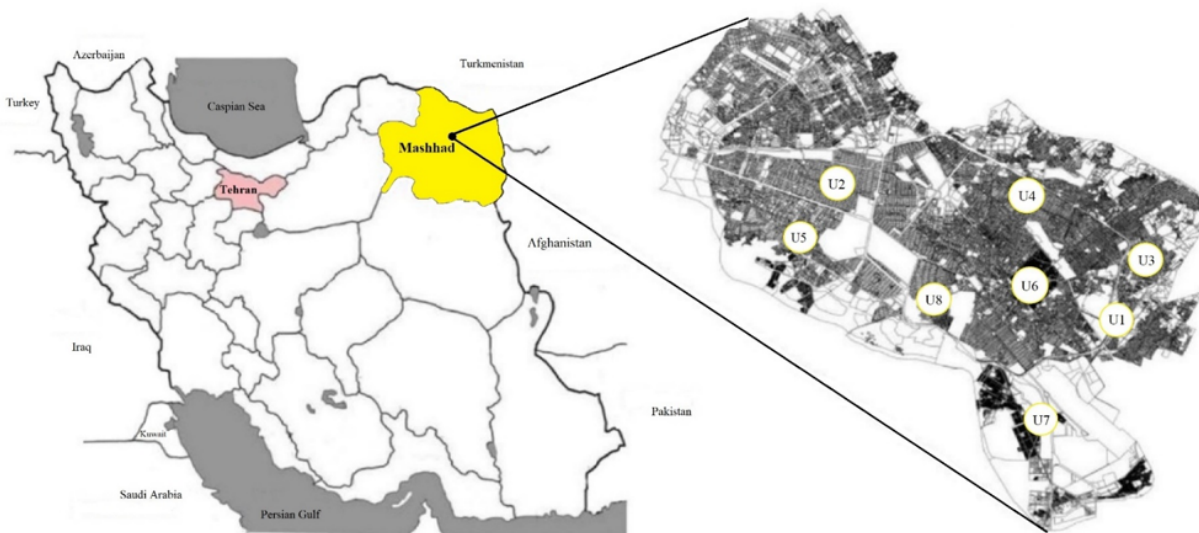 Azerbaijan
Turkmenistan
Turkey
Caspian Sea
Mashhad
Tehran
Afghanistan
Iraq
Pakistan
Kuwait
Saudi Arabia
Persian Gulf
U2
U4
U5
U3
U6
U8
U1
U7